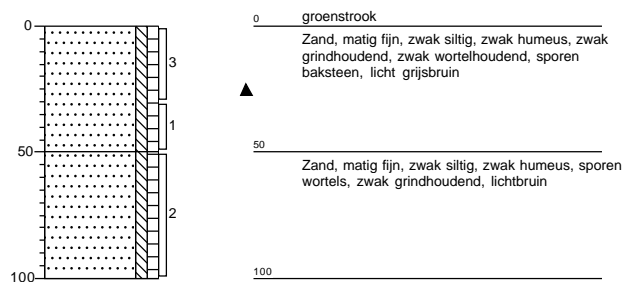 0
50
100
3
1
2
0 groenstrook
Zand, matig fijn, zwak siltig, zwak humeus, zwak
grindhoudend, zwak wortelhoudend, sporen
baksteen, licht grijsbruin
50
Zand, matig fijn, zwak siltig, zwak humeus, sporen
wortels, zwak grindhoudend, lichtbruin
100